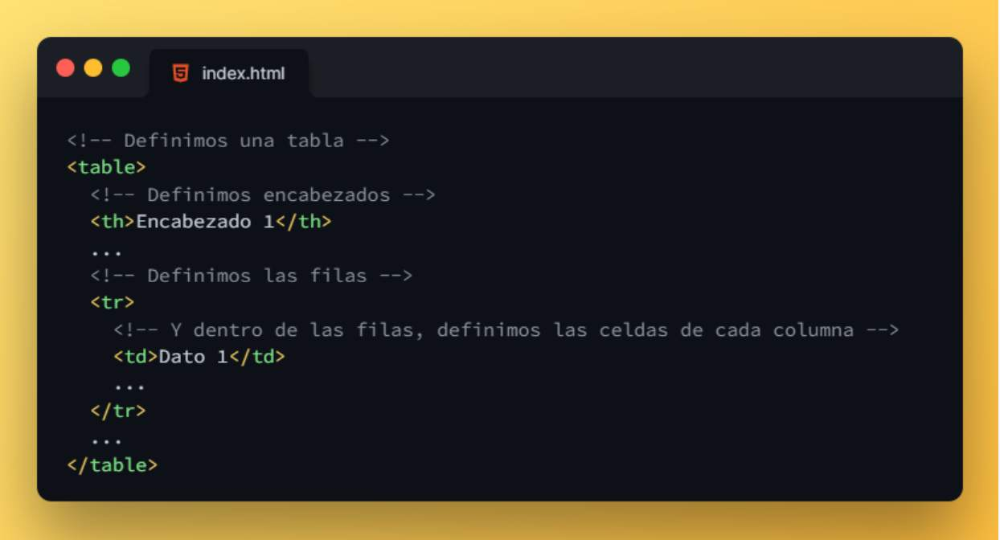 index.html
<!-- Definimos una tabla -->
<table>
<!-- Definimos encabezados -->
<th>Encabezado 1</th>
...
<!-- Definimos las filas -->
<tr>
<!-- Y dentro de las filas, definimos las celdas de cada columna -->
<td>Dato 1</td>
...
</tr>
...
</table>